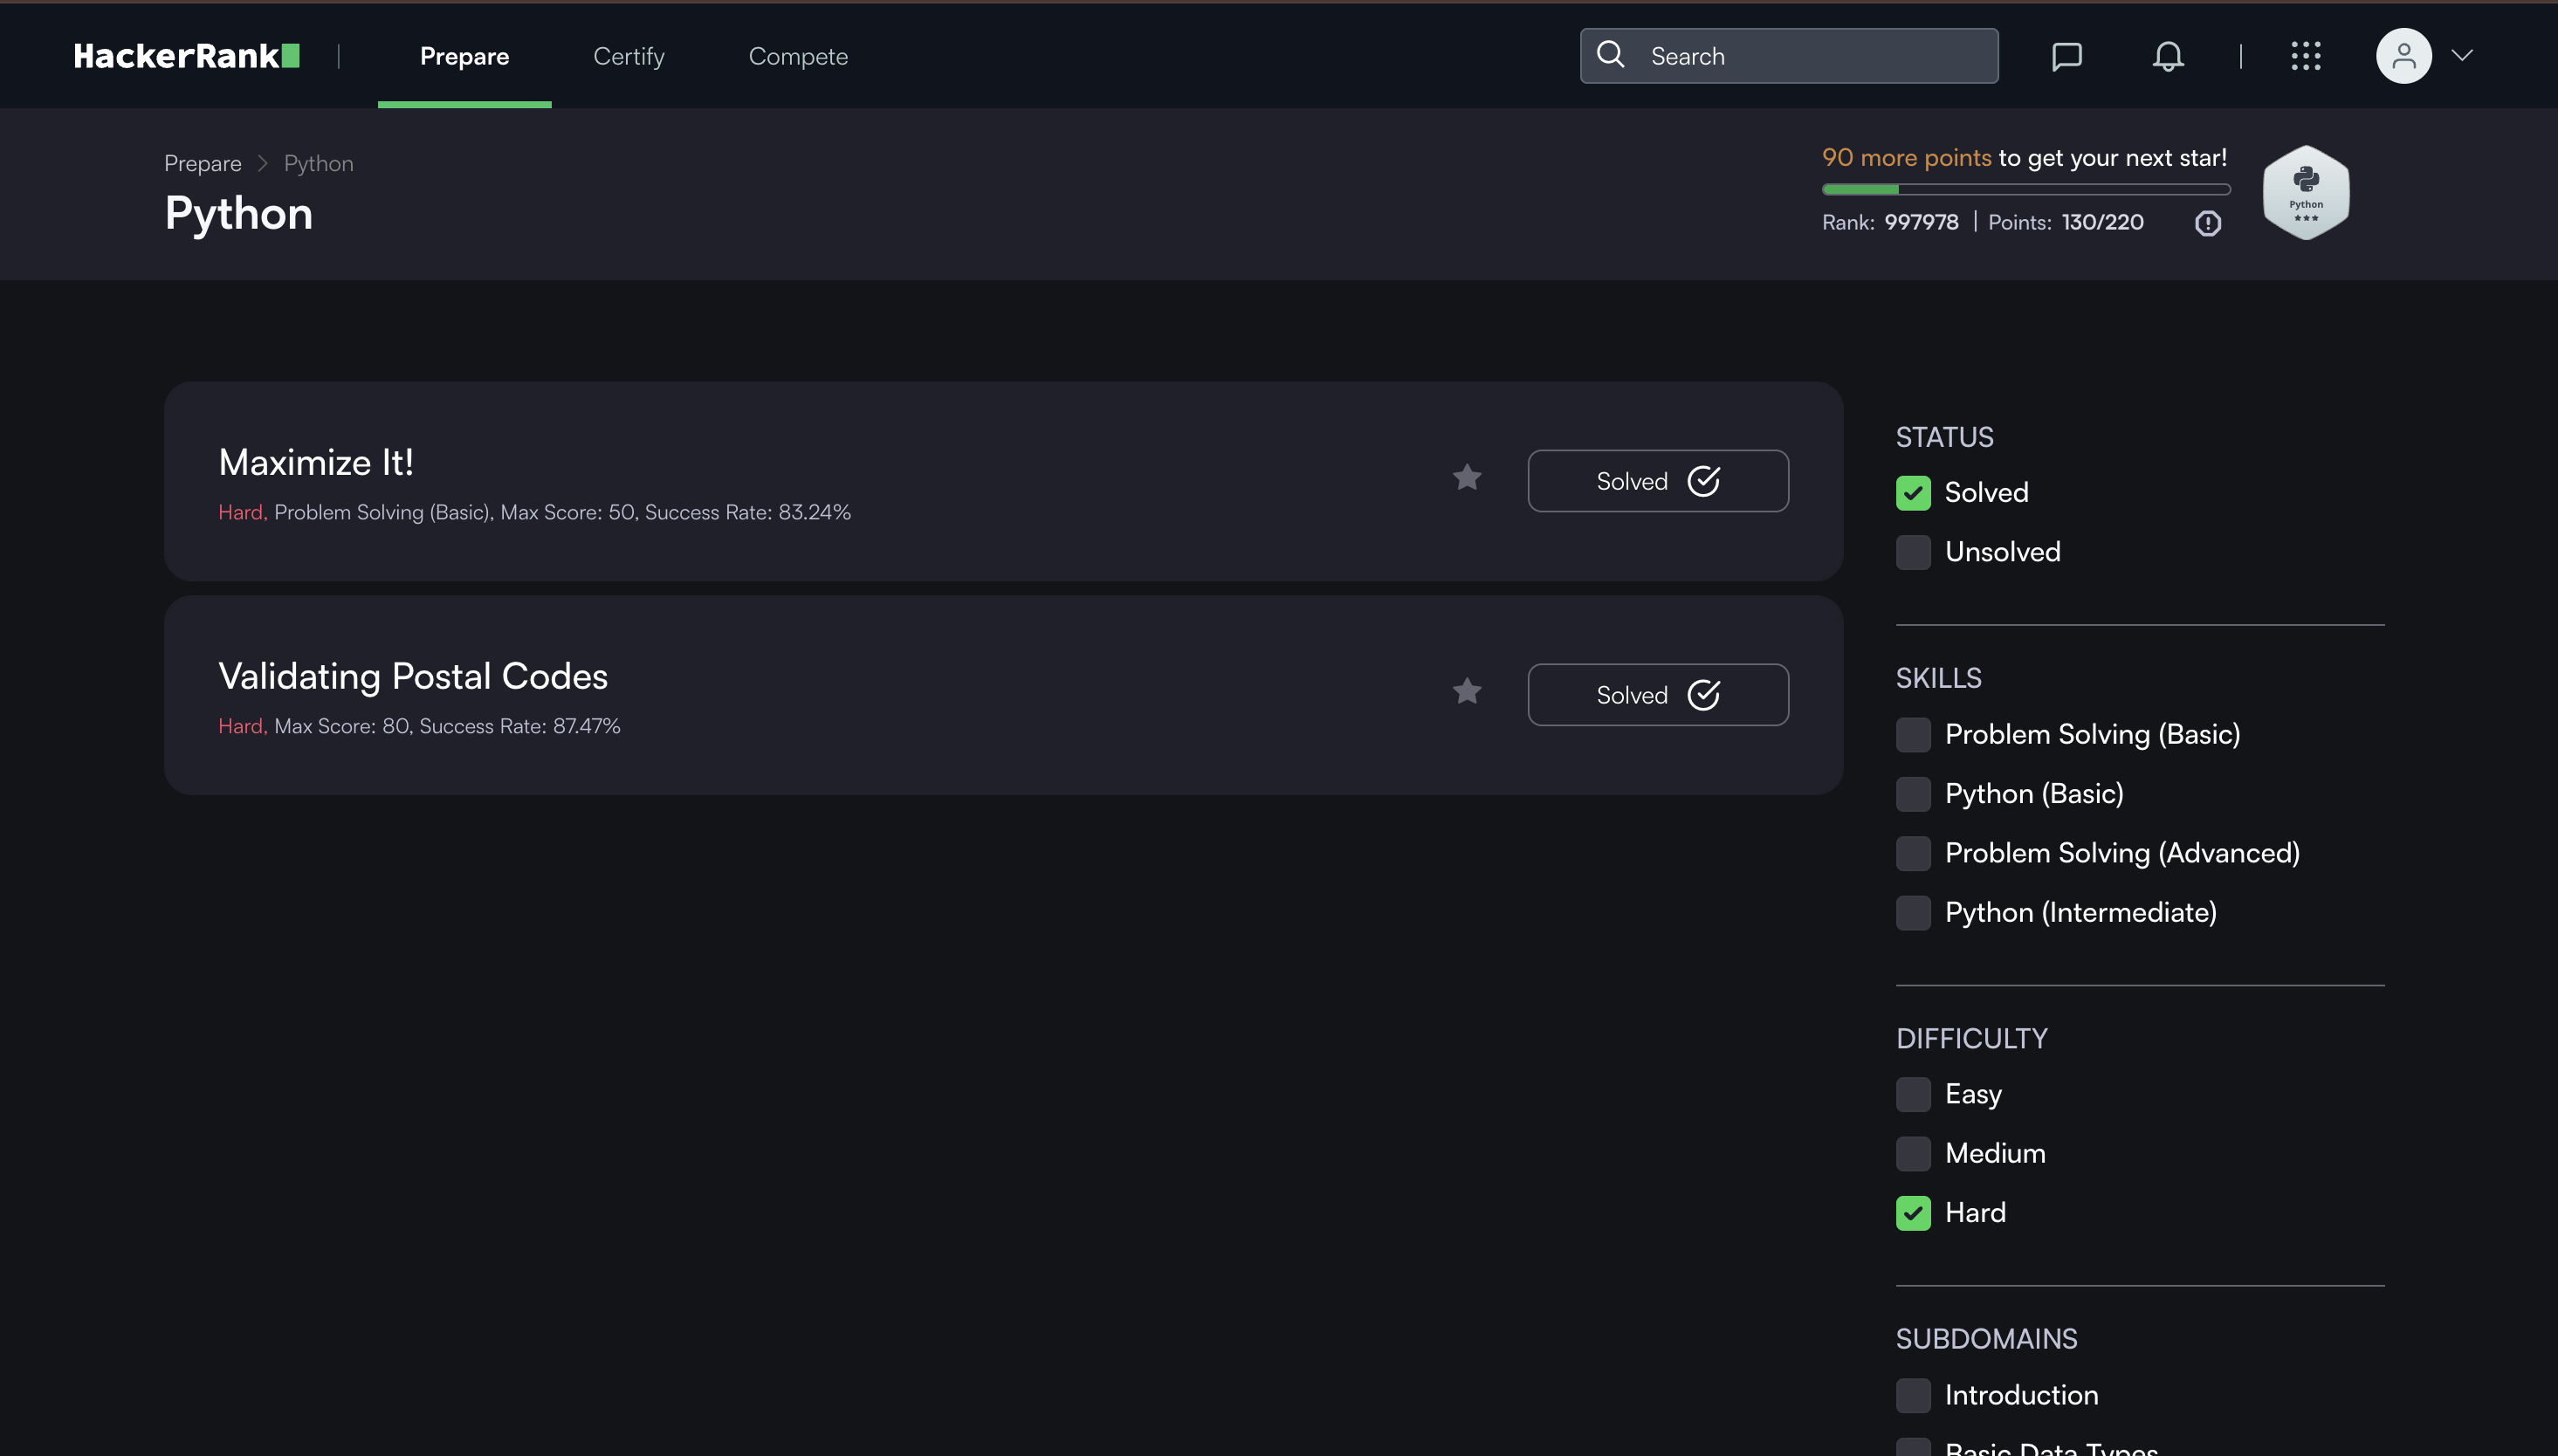 HackerRank
Prepare
Certify
Compete
Search
Prepare > Python
Python
90 more points to get your next star!
Rank: 997978 | Points: 130/220
Python
Maximize It!
Hard, Problem Solving (Basic), Max Score: 50, Success Rate: 83.24%
Solved
Validating Postal Codes
Hard, Max Score: 80, Success Rate: 87.47%
Solved
STATUS
Solved
Unsolved
SKILLS
Problem Solving (Basic)
Python (Basic)
Problem Solving (Advanced)
Python (Intermediate)
DIFFICULTY
Easy
Medium
Hard
SUBDOMAINS
Introduction
Basic Data Types